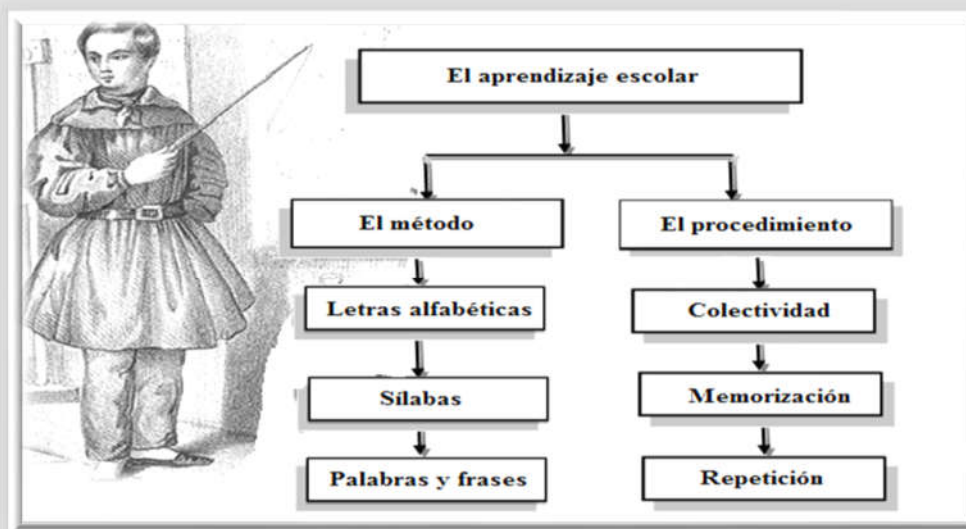 El aprendizaje escolar
El método
El procedimiento
Letras alfabéticas
Colectividad
Sílabas
Memorización
Palabras y frases
Repetición